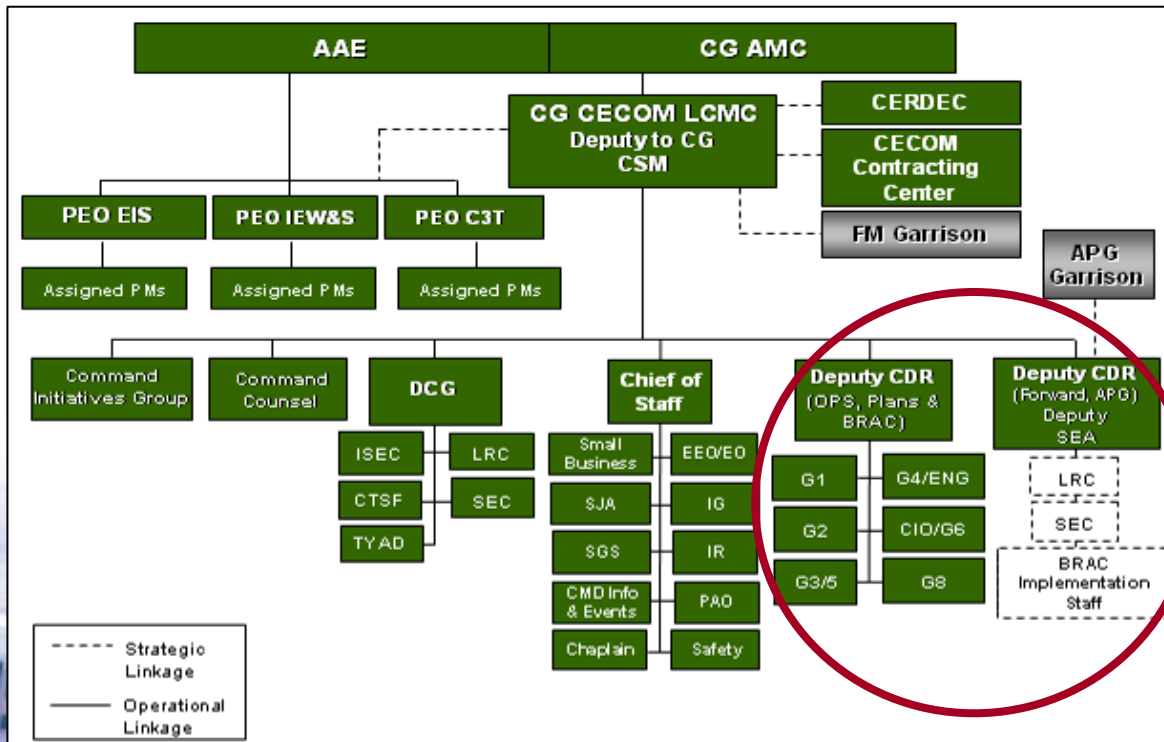 AAE
CG AMC
CG CECOM LCMC
Deputy to CG
CSM
CERDEC
CECOM
Contracting
Center
FM Garrison
APG
Garrison
PEO EIS
PEO IEW&S
PEO C3T
Assigned PMs
Assigned PMs
Assigned PMs
Command
Initiatives Group
Command
Counsel
DCG
ISEC
LRC
CTSF
SEC
TYAD
Chief of
Staff
Small
Business
EEO/EO
SJA
IG
SGS
IR
CMD Info
& Events
PAO
Chaplain
Safety
Deputy CDR
(OPS, Plans &
BRAC)
G1
G4/ENG
G2
CIO/G6
G3/5
G8
Deputy CDR
(Forward, APG)
Deputy
SEA
LRC
SEC
BRAC
Implementation
Staff
Strategic
Linkage
Operational
Linkage